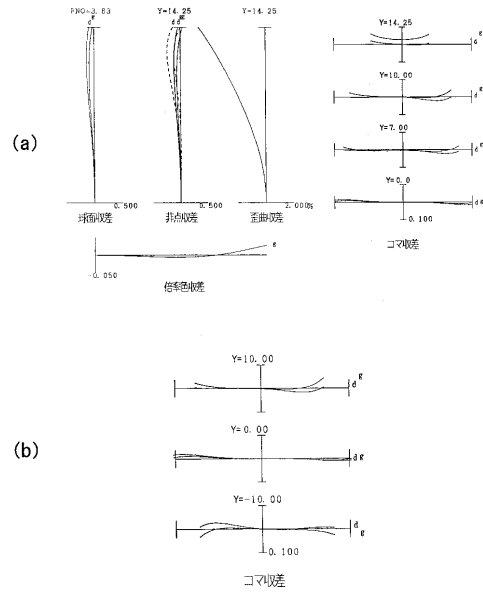 (a)
FNO=3.63
d g
0.500
球面収差
Y=14.25
d g
0.500
非点収差
Y=14.25
2.000%
歪曲収差
g
0.050
倍率色収差
Y=14.25
g
d
Y=10.00
d g
Y=7.00
d g
Y=0.0
d g
0.100
コマ収差
(b)
Y=10.00
d g
Y=0.00
d g
Y=-10.00
d
g
0.100
コマ収差